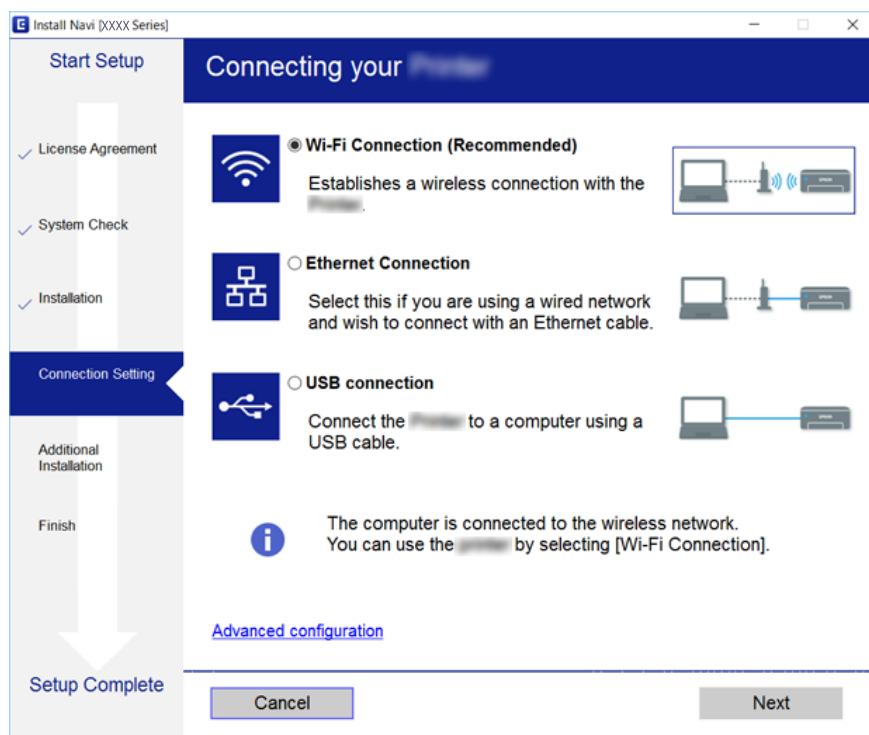 Install Navi [XXXX Series]
Start Setup
License Agreement
System Check
Installation
Connection Setting
Additional
Installation
Finish
Setup Complete
Connecting your
Wi-Fi Connection (Recommended)
Establishes a wireless connection with the
.
Ethernet Connection
Select this if you are using a wired network
and wish to connect with an Ethernet cable.
USB connection
Connect the to a computer using a
USB cable.
The computer is connected to the wireless network.
You can use the by selecting [Wi-Fi Connection].
Advanced configuration
Cancel
Next